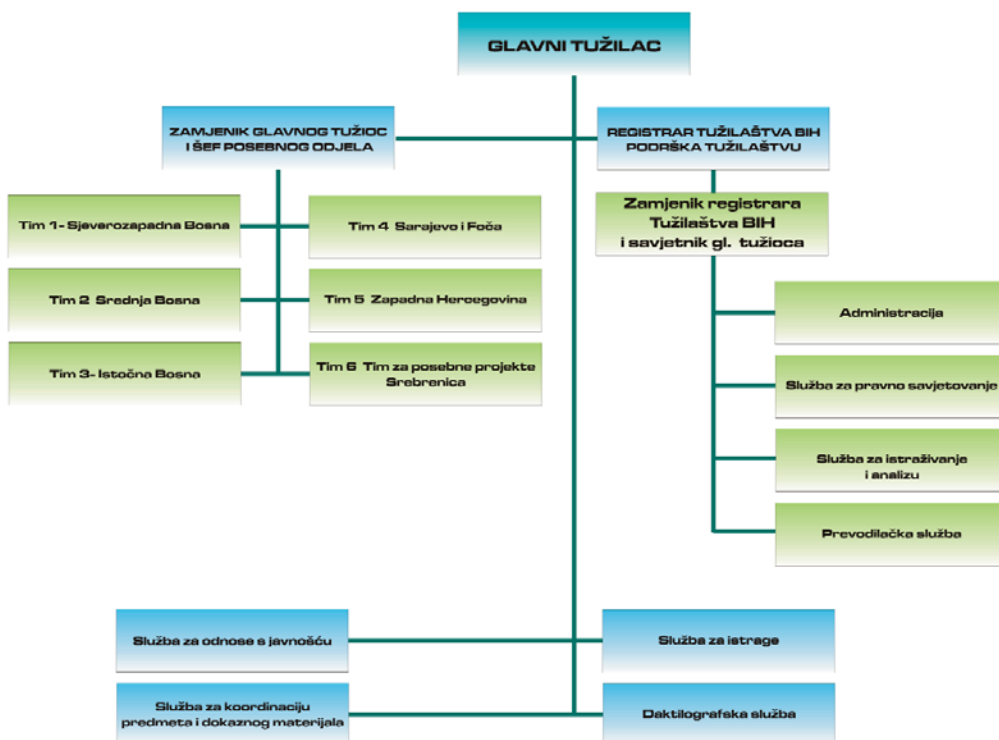 GLAVNI TUŽILAC
ZAMJENIK GLAVNOG TUŽIOC
I ŠEF POSEBNOG ODJELA
REGISTRAR TUŽILAŠTVA BIH
PODRŠKA TUŽILAŠTVU
Tim 1- Sjeverozapadna Bosna
Tim 4 Sarajevo i Foča
Tim 2 Srednja Bosna
Tim 5 Zapadna Hercegovina
Tim 3- Istočna Bosna
Tim 6 Tim za posebne projekte
Srebrenica
Zamjenik registrara
Tužilaštva BIH
i savjetnik gl. tužioca
Administracija
Služba za pravno savjetovanje
Služba za istraživanje
i analizu
Prevodilačka služba
Služba za odnose s javnošću
Služba za istrage
Služba za koordinaciju
predmeta i dokaznog materijala
Daktilografska služba